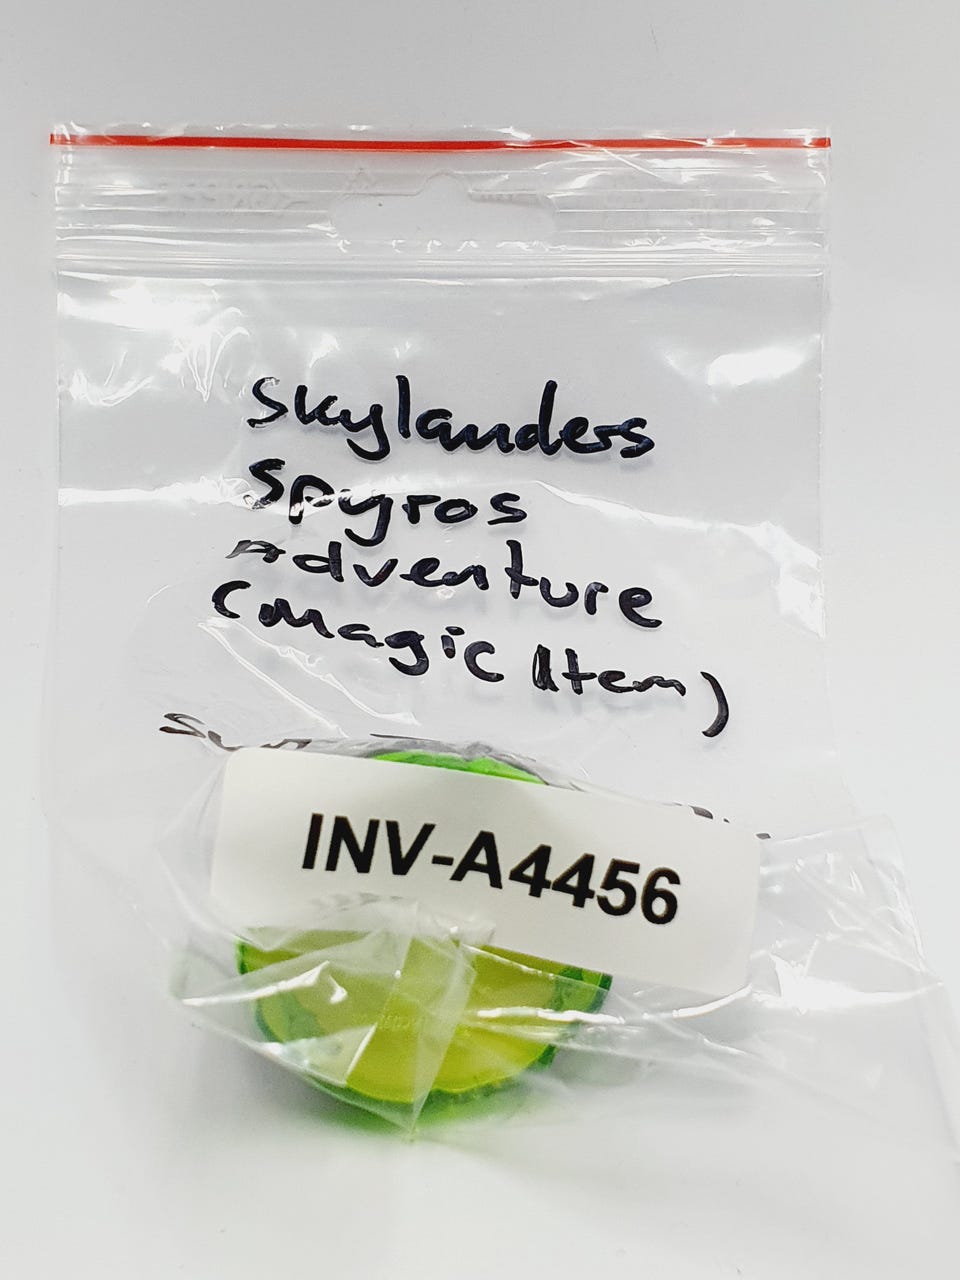 Skylanders
Spyros
Adventure
(Magic Item)
INV-A4456